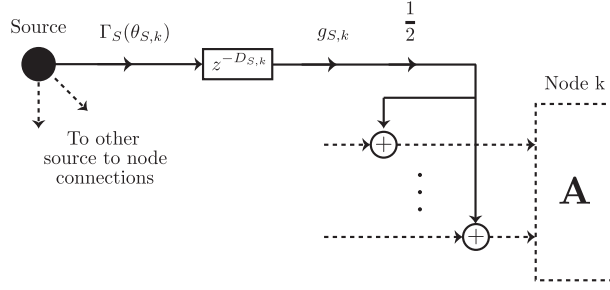 Source
Γ_S(θ_{S,k})
z^{-D_{S,k}}
g_{S,k}
1/2
Node k
To other
source to node
connections
+
A
+